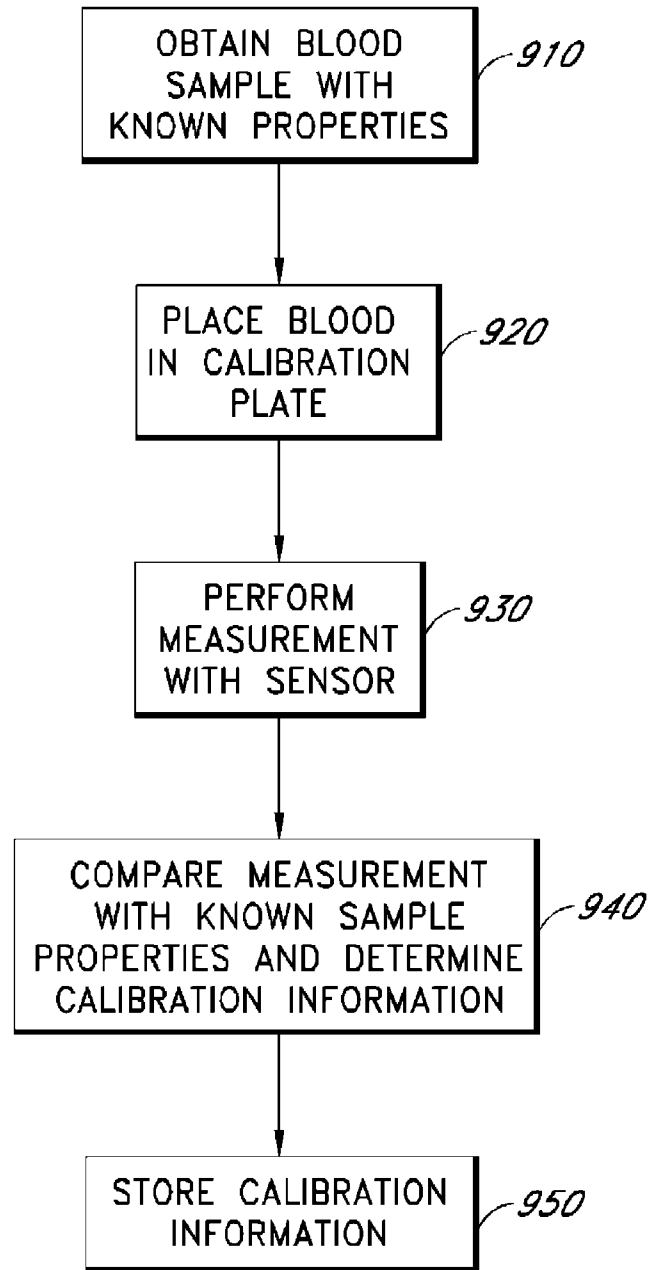 OBTAIN BLOOD
SAMPLE WITH
KNOWN PROPERTIES
910
PLACE BLOOD
IN CALIBRATION
PLATE
920
PERFORM
MEASUREMENT
WITH SENSOR
930
COMPARE MEASUREMENT
WITH KNOWN SAMPLE
PROPERTIES AND DETERMINE
CALIBRATION INFORMATION
940
STORE CALIBRATION
INFORMATION
950